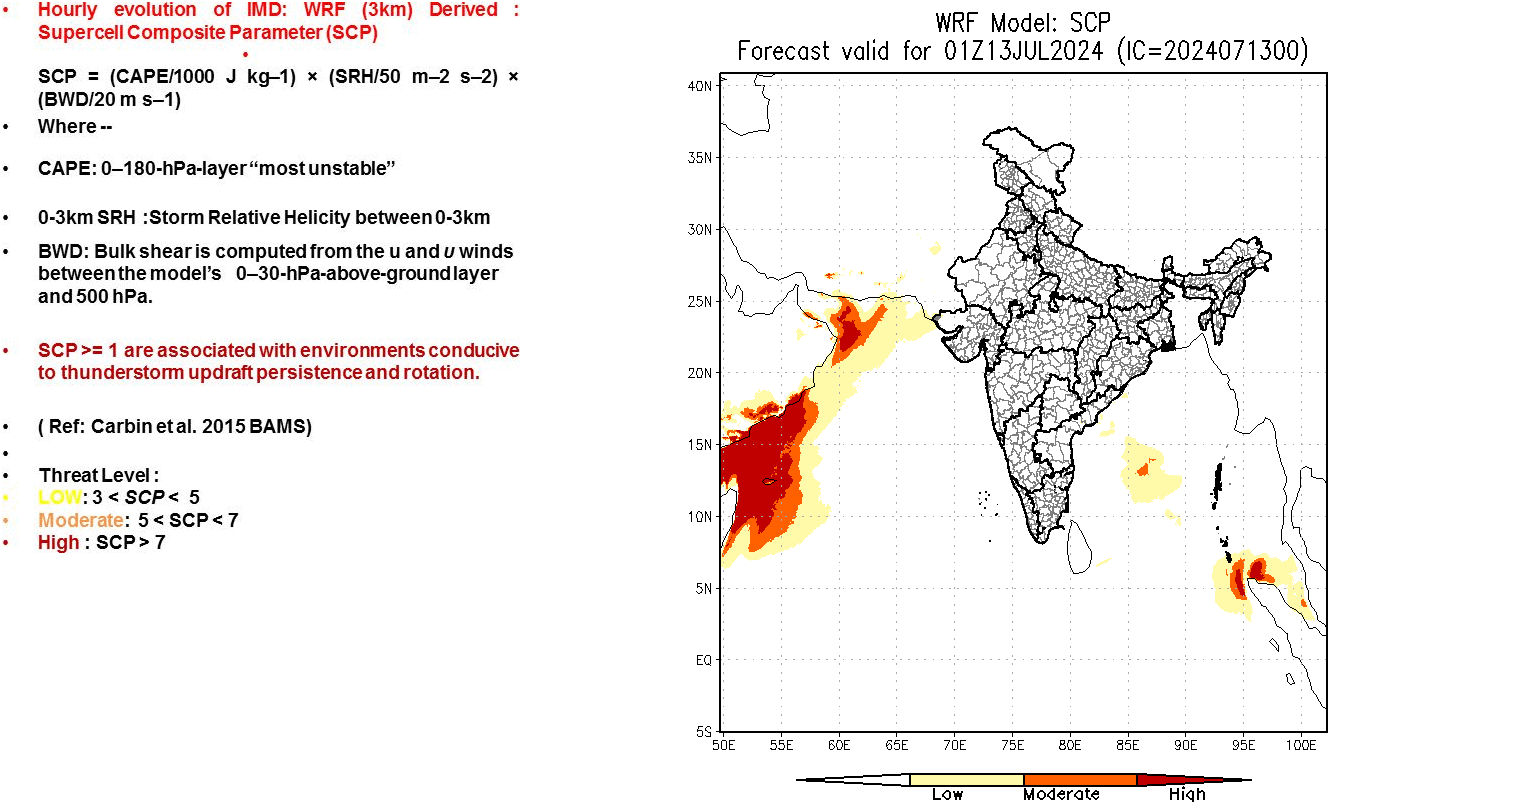 Hourly evolution of IMD: WRF (3km) Derived :
Supercell Composite Parameter (SCP)
SCP = (CAPE/1000 J kg–1) × (SRH/50 m–2 s–2) ×
(BWD/20 m s–1)
Where --
CAPE: 0–180-hPa-layer “most unstable”
0-3km SRH :Storm Relative Helicity between 0-3km
BWD: Bulk shear is computed from the u and υ winds
between the model’s 0–30-hPa-above-ground layer
and 500 hPa.
SCP >= 1 are associated with environments conducive
to thunderstorm updraft persistence and rotation.
( Ref: Carbin et al. 2015 BAMS)
Threat Level :
LOW: 3 < SCP < 5
Moderate: 5 < SCP < 7
High : SCP > 7
WRF Model: SCP
Forecast valid for 01Z13JUL2024 (IC=2024071300)
40N
35N
30N
25N
20N
15N
10N
5N
EQ
5S
50E 55E 60E 65E 70E 75E 80E 85E 90E 95E 100E
Low Moderate High